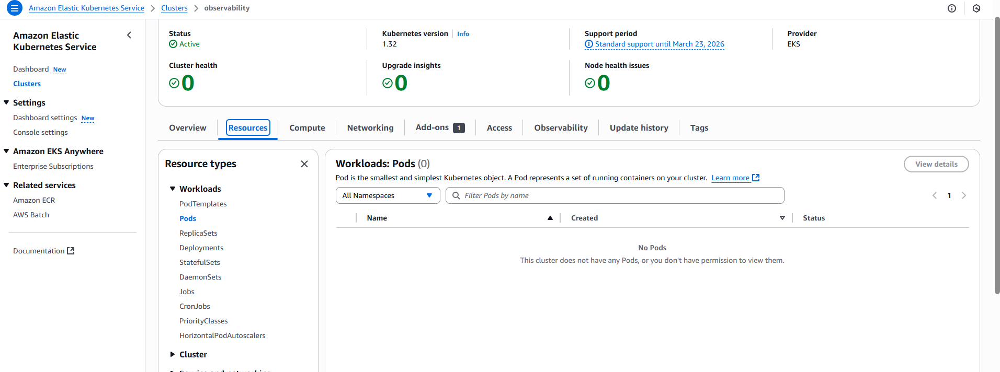 Amazon Elastic Kubernetes Service > Clusters > observability
Amazon Elastic
Kubernetes Service
Dashboard New
Clusters
Settings
Dashboard settings New
Console settings
Amazon EKS Anywhere
Enterprise Subscriptions
Related services
Amazon ECR
AWS Batch
Documentation
Status
Active
Kubernetes version Info
1.32
Support period
Standard support until March 23, 2026
Provider
EKS
Cluster health
0
Upgrade insights
0
Node health issues
0
Overview Resources Compute Networking Add-ons 1 Access Observability Update history Tags
Resource types
Workloads
PodTemplates
Pods
ReplicaSets
Deployments
StatefulSets
DaemonSets
Jobs
CronJobs
PriorityClasses
HorizontalPodAutoscalers
Cluster
Workloads: Pods (0)
View details
Pod is the smallest and simplest Kubernetes object. A Pod represents a set of running containers on your cluster. Learn more
All Namespaces
Filter Pods by name
1
Name Created Status
No Pods
This cluster does not have any Pods, or you don't have permission to view them.